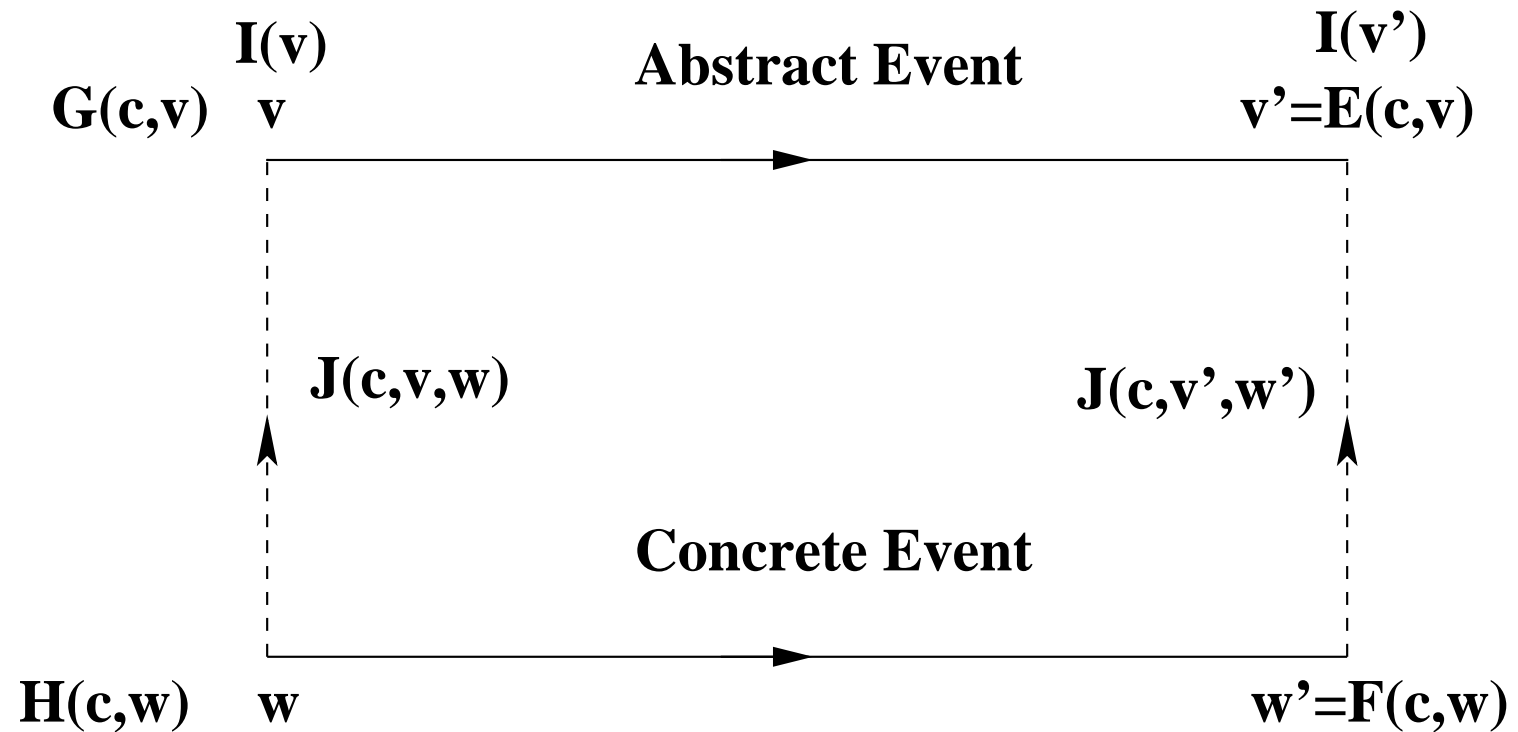 I(v)
Abstract Event
I(v’)
G(c,v) v
v’=E(c,v)
J(c,v,w)
J(c,v’,w’)
Concrete Event
H(c,w) w
w’=F(c,w)